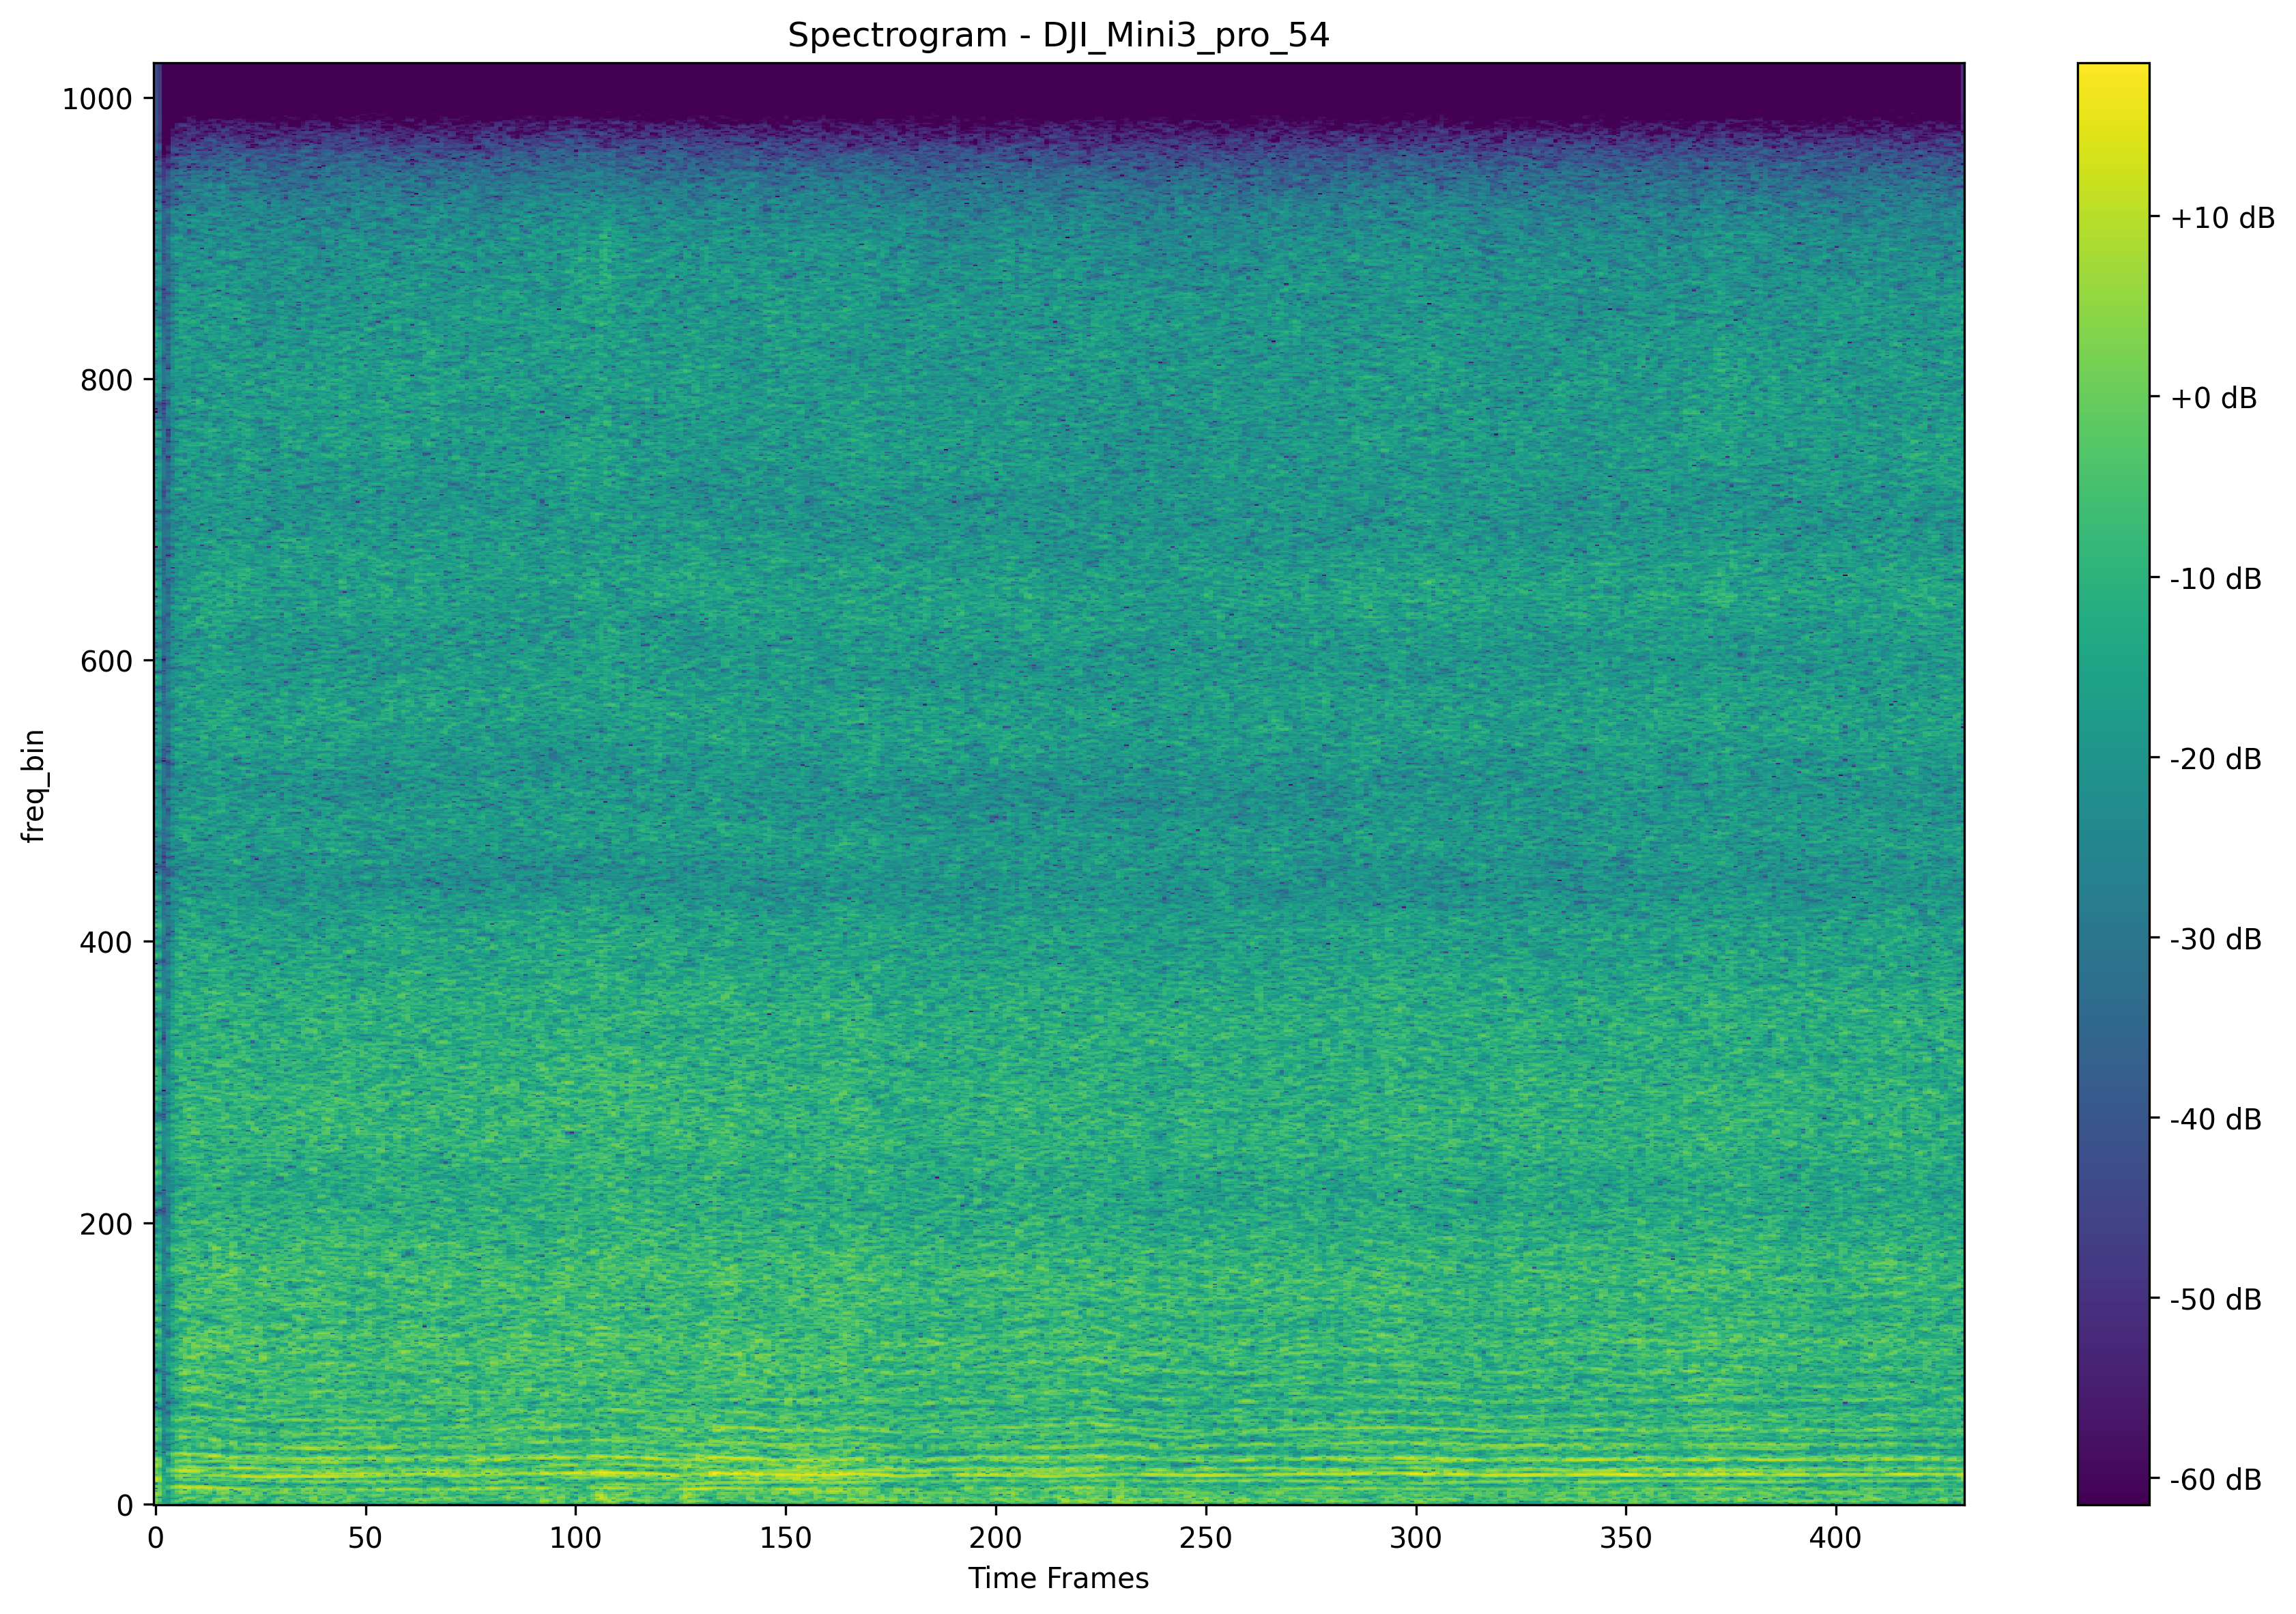 Spectrogram - DJI_Mini3_pro_54
1000
800
600
400
200
0
freq_bin
0 50 100 150 200 250 300 350 400
Time Frames
+10 dB
+0 dB
-10 dB
-20 dB
-30 dB
-40 dB
-50 dB
-60 dB